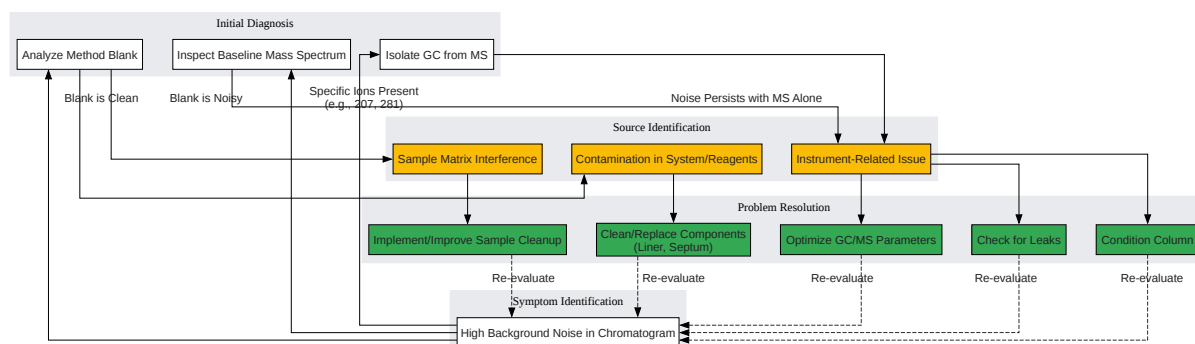 Initial Diagnosis
Analyze Method Blank
Inspect Baseline Mass Spectrum
Isolate GC from MS
Blank is Clean
Blank is Noisy
Specific Ions Present
(e.g., 207, 281)
Noise Persists with MS Alone
Source Identification
Sample Matrix Interference
Contamination in System/Reagents
Instrument-Related Issue
Problem Resolution
Implement/Improve Sample Cleanup
Clean/Replace Components
(Liner, Septum)
Optimize GC/MS Parameters
Check for Leaks
Condition Column
Re-evaluate
Re-evaluate
Re-evaluate
Re-evaluate
Re-evaluate
Symptom Identification
High Background Noise in Chromatogram